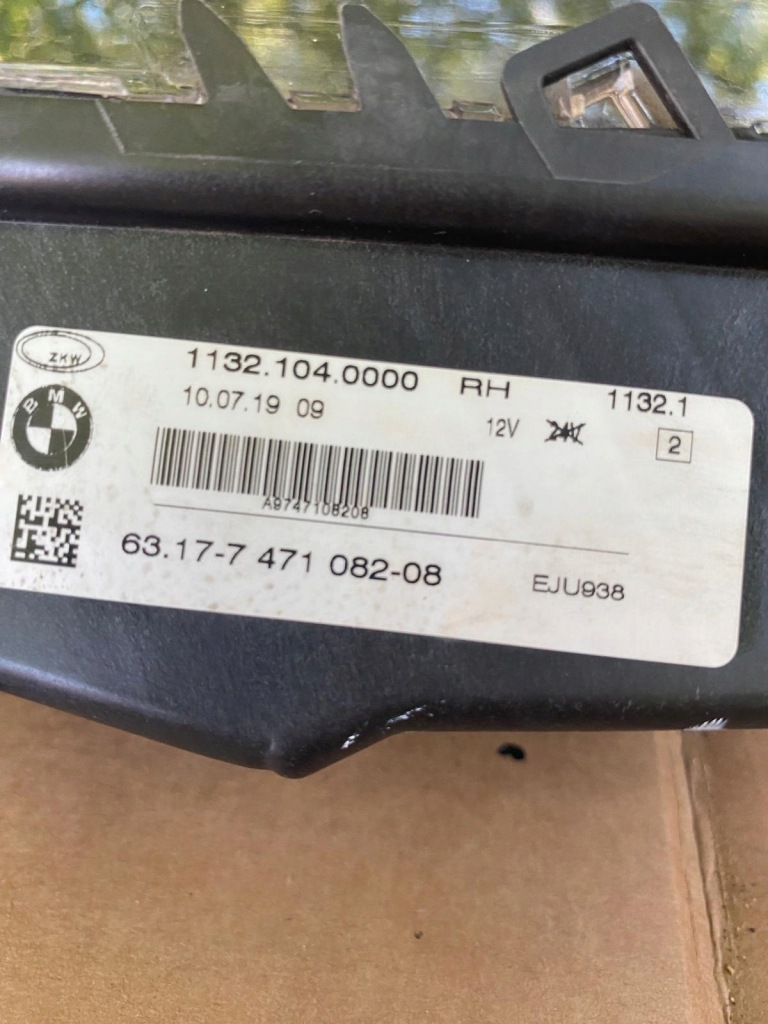 ZKW
1132.104.0000 RH 1132.1
10.07.19 09
12V 2
BMW
A9747108208
63.17-7 471 082-08
EJU938